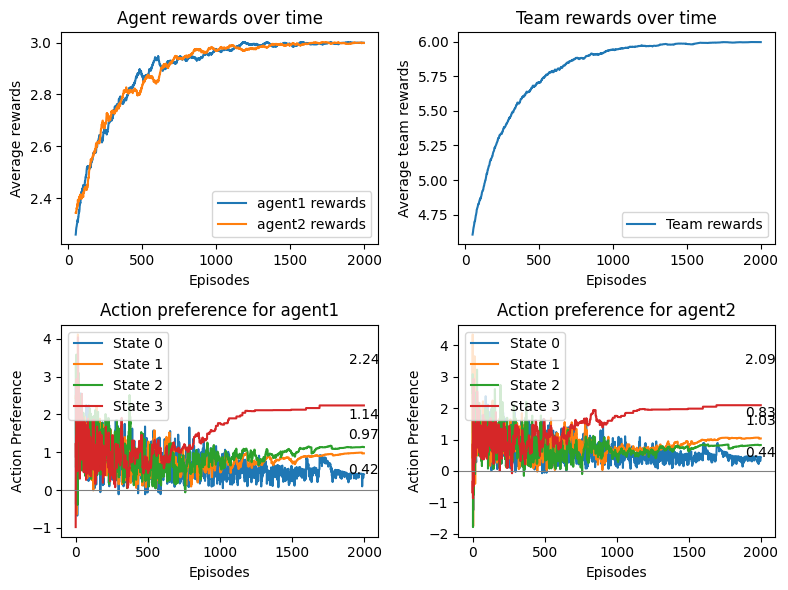 Agent rewards over time
3.0
2.8
2.6
2.4
Average rewards
agent1 rewards
agent2 rewards
0
500
1000
1500
2000
Episodes
Team rewards over time
6.00
5.75
5.50
5.25
5.00
4.75
Average team rewards
Team rewards
0
500
1000
1500
2000
Episodes
Action preference for agent1
4
3
2
1
0
−1
Action Preference
State 0
State 1
State 2
State 3
2.24
1.14
0.97
0.42
0
500
1000
1500
2000
Episodes
Action preference for agent2
4
3
2
1
0
−1
−2
Action Preference
State 0
State 1
State 2
State 3
2.09
0.83
1.03
0.44
0
500
1000
1500
2000
Episodes